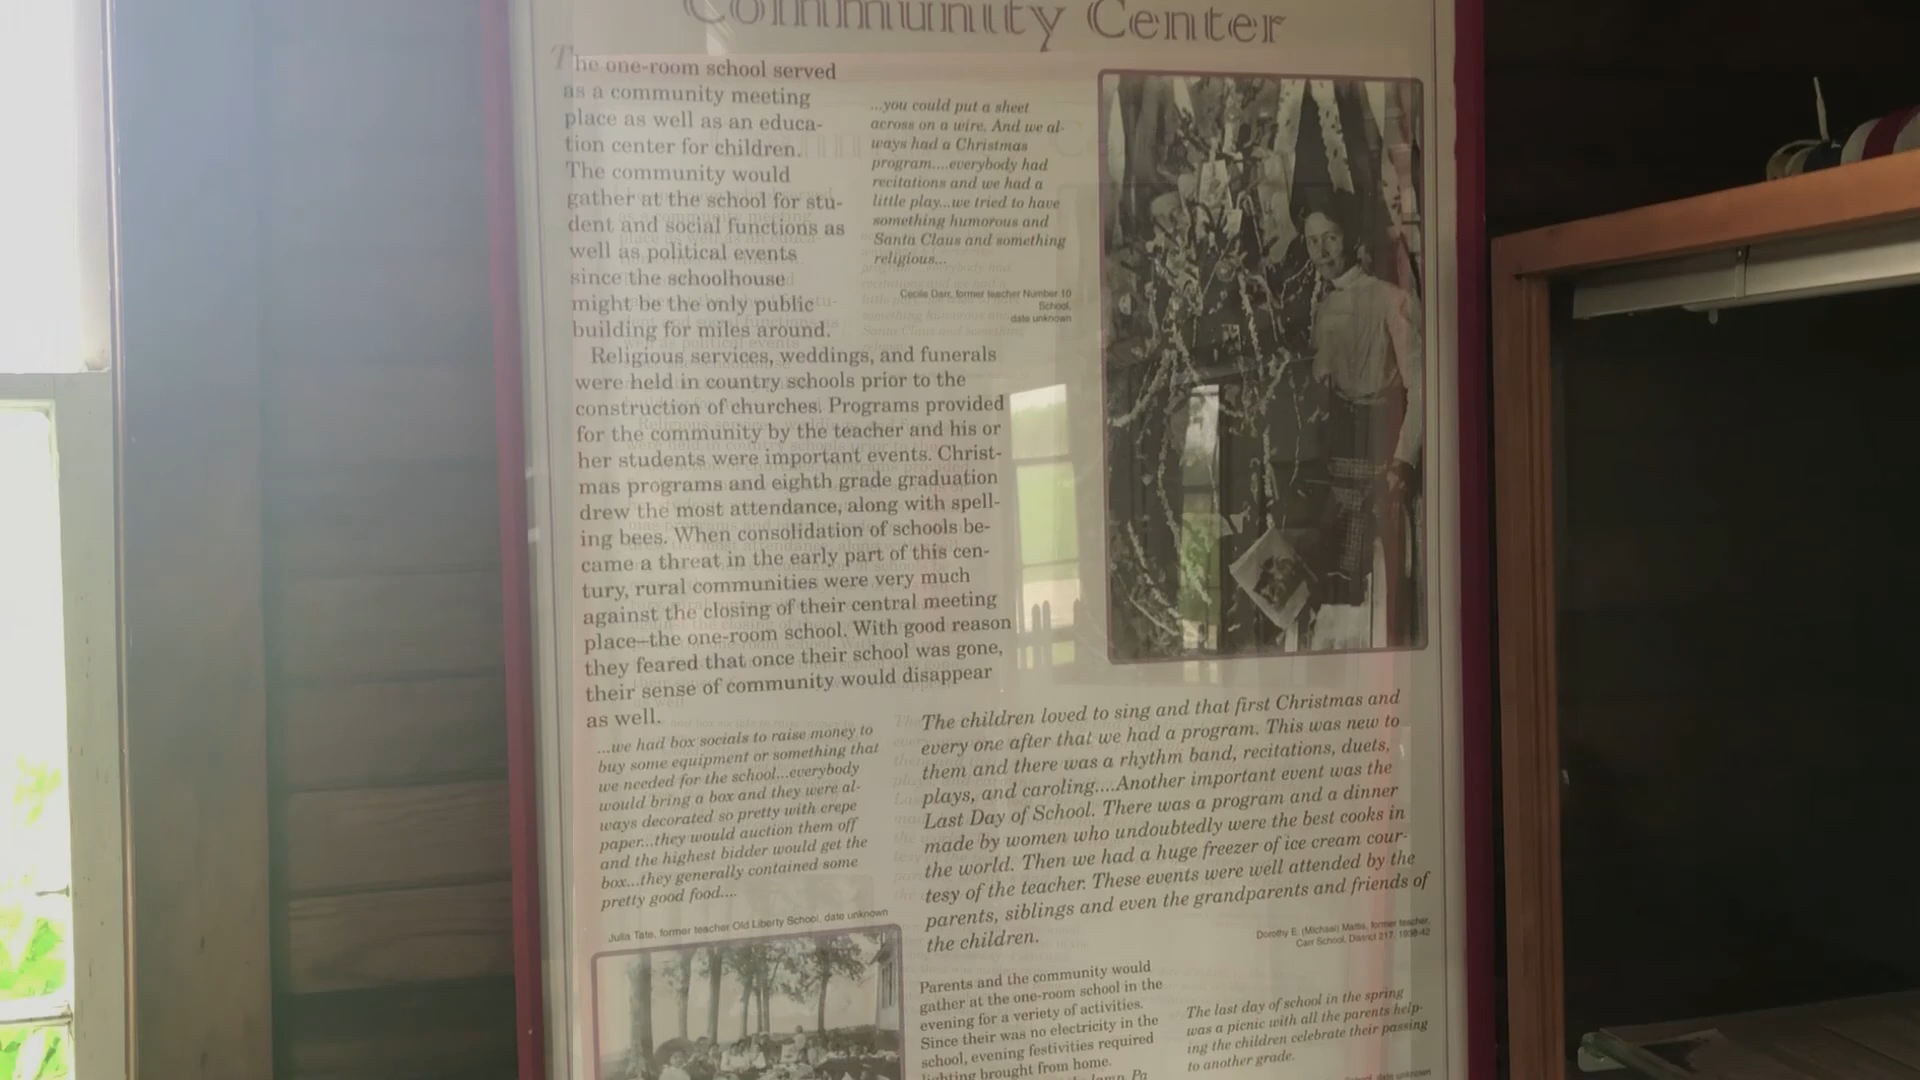 Community Center
The one-room school served
as a community meeting
place as well as an educa-
tion center for children.
The community would
gather at the school for stu-
dent and social functions as
well as political events
since the schoolhouse
might be the only public
building for miles around.
Religious services, weddings, and funerals
were held in country schools prior to the
construction of churches. Programs provided
for the community by the teacher and his or
her students were important events. Christ-
mas programs and eighth grade graduation
drew the most attendance, along with spell-
ing bees. When consolidation of schools be-
came a threat in the early part of this cen-
tury, rural communities were very much
against the closing of their central meeting
place–the one-room school. With good reason
they feared that once their school was gone,
their sense of community would disappear
as well.
...you could put a sheet
across on a wire. And we al-
ways had a Christmas
program....everybody had
recitations and we had a
little play...we tried to have
something humorous and
Santa Claus and something
religious...
Cecile Darr, former teacher Number 10
School,
date unknown
...we had box socials to raise money to
buy some equipment or something that
we needed for the school...everybody
would bring a box and they were al-
ways decorated so pretty with crepe
paper...they would auction them off
and the highest bidder would get the
box...they generally contained some
pretty good food....
Julia Tate, former teacher Old Liberty School, date unknown
The children loved to sing and that first Christmas and
every one after that we had a program. This was new to
them and there was a rhythm band, recitations, duets,
plays, and caroling....Another important event was the
Last Day of School. There was a program and a dinner
made by women who undoubtedly were the best cooks in
the world. Then we had a huge freezer of ice cream cour-
tesy of the teacher. These events were well attended by the
parents, siblings and even the grandparents and friends of
the children.
Dorothy E. (Michael) Mattis, former teacher,
Carr School, District 217, 1938-42
Parents and the community would
gather at the one-room school in the
evening for a variety of activities.
Since their was no electricity in the
school, evening festivities required
lighting brought from home.
The last day of school in the spring
was a picnic with all the parents help-
ing the children celebrate their passing
to another grade.
date unknown